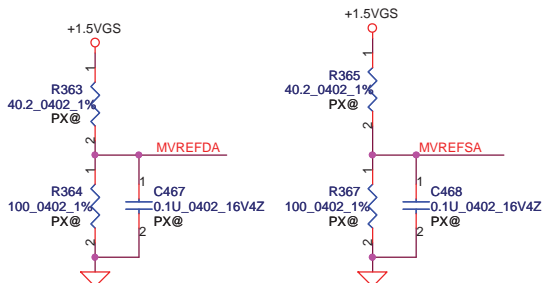 +1.5VGS
1
R363
40.2_0402_1%
PX@
2
MVREFDA
1
R364
100_0402_1%
PX@
2
1
C467
0.1U_0402_16V4Z
PX@
2
+1.5VGS
1
R365
40.2_0402_1%
PX@
2
MVREFSA
1
R367
100_0402_1%
PX@
2
1
C468
0.1U_0402_16V4Z
PX@
2